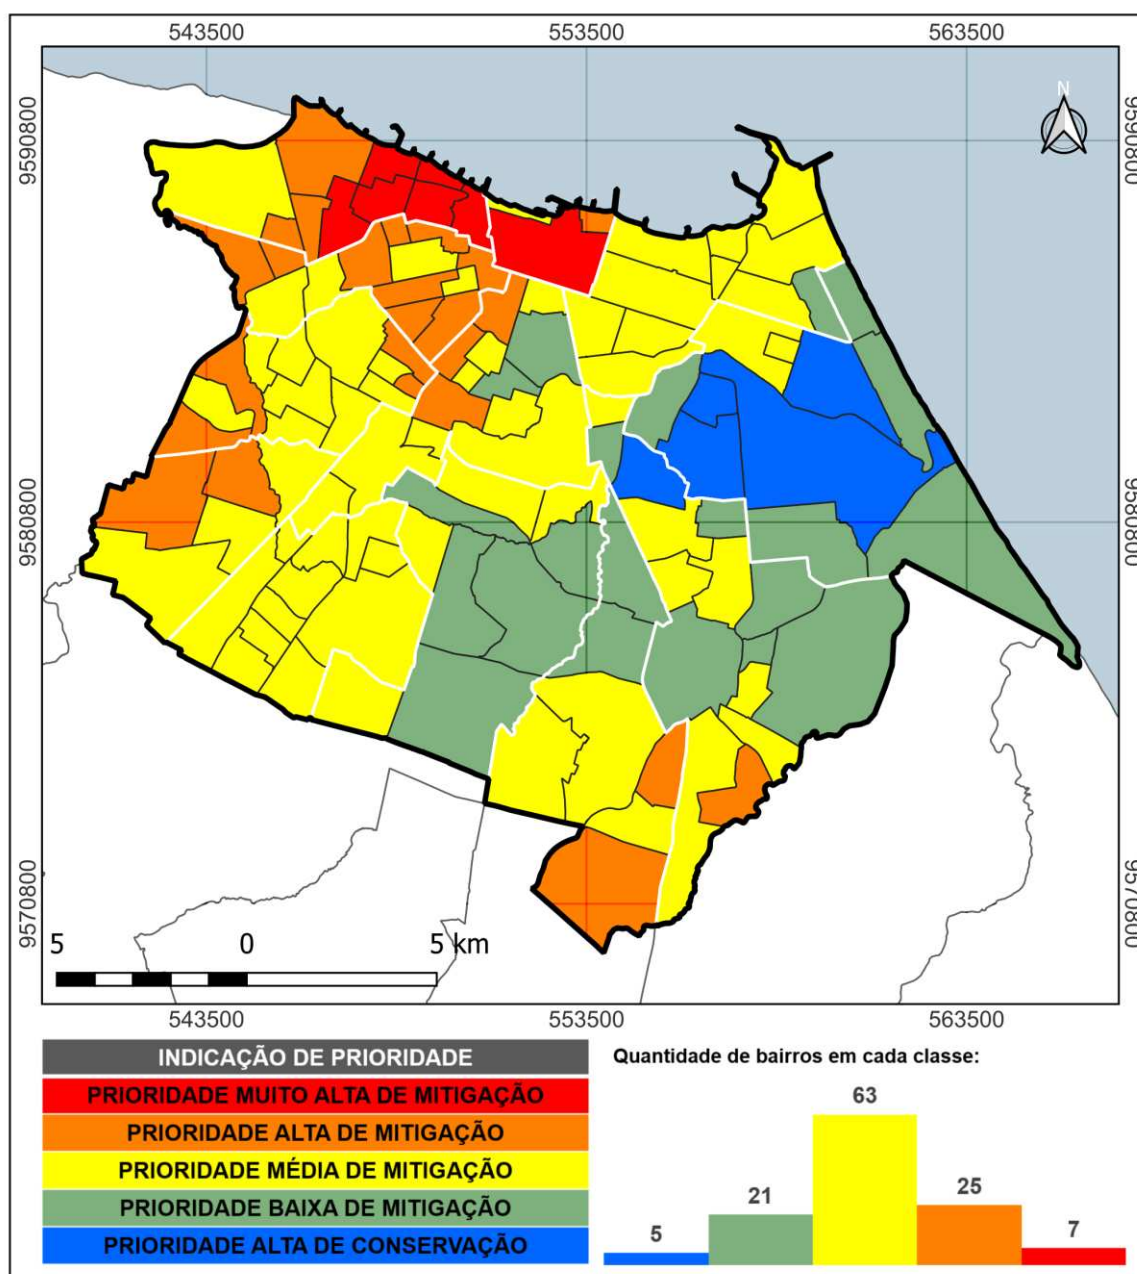 543500 553500 563500
N
9590800 9590800
9580800 9580800
9570800 9570800
5 0 5 km
543500 553500 563500
INDICAÇÃO DE PRIORIDADE
PRIORIDADE MUITO ALTA DE MITIGAÇÃO
PRIORIDADE ALTA DE MITIGAÇÃO
PRIORIDADE MÉDIA DE MITIGAÇÃO
PRIORIDADE BAIXA DE MITIGAÇÃO
PRIORIDADE ALTA DE CONSERVAÇÃO
Quantidade de bairros em cada classe:
5 21 63 25 7